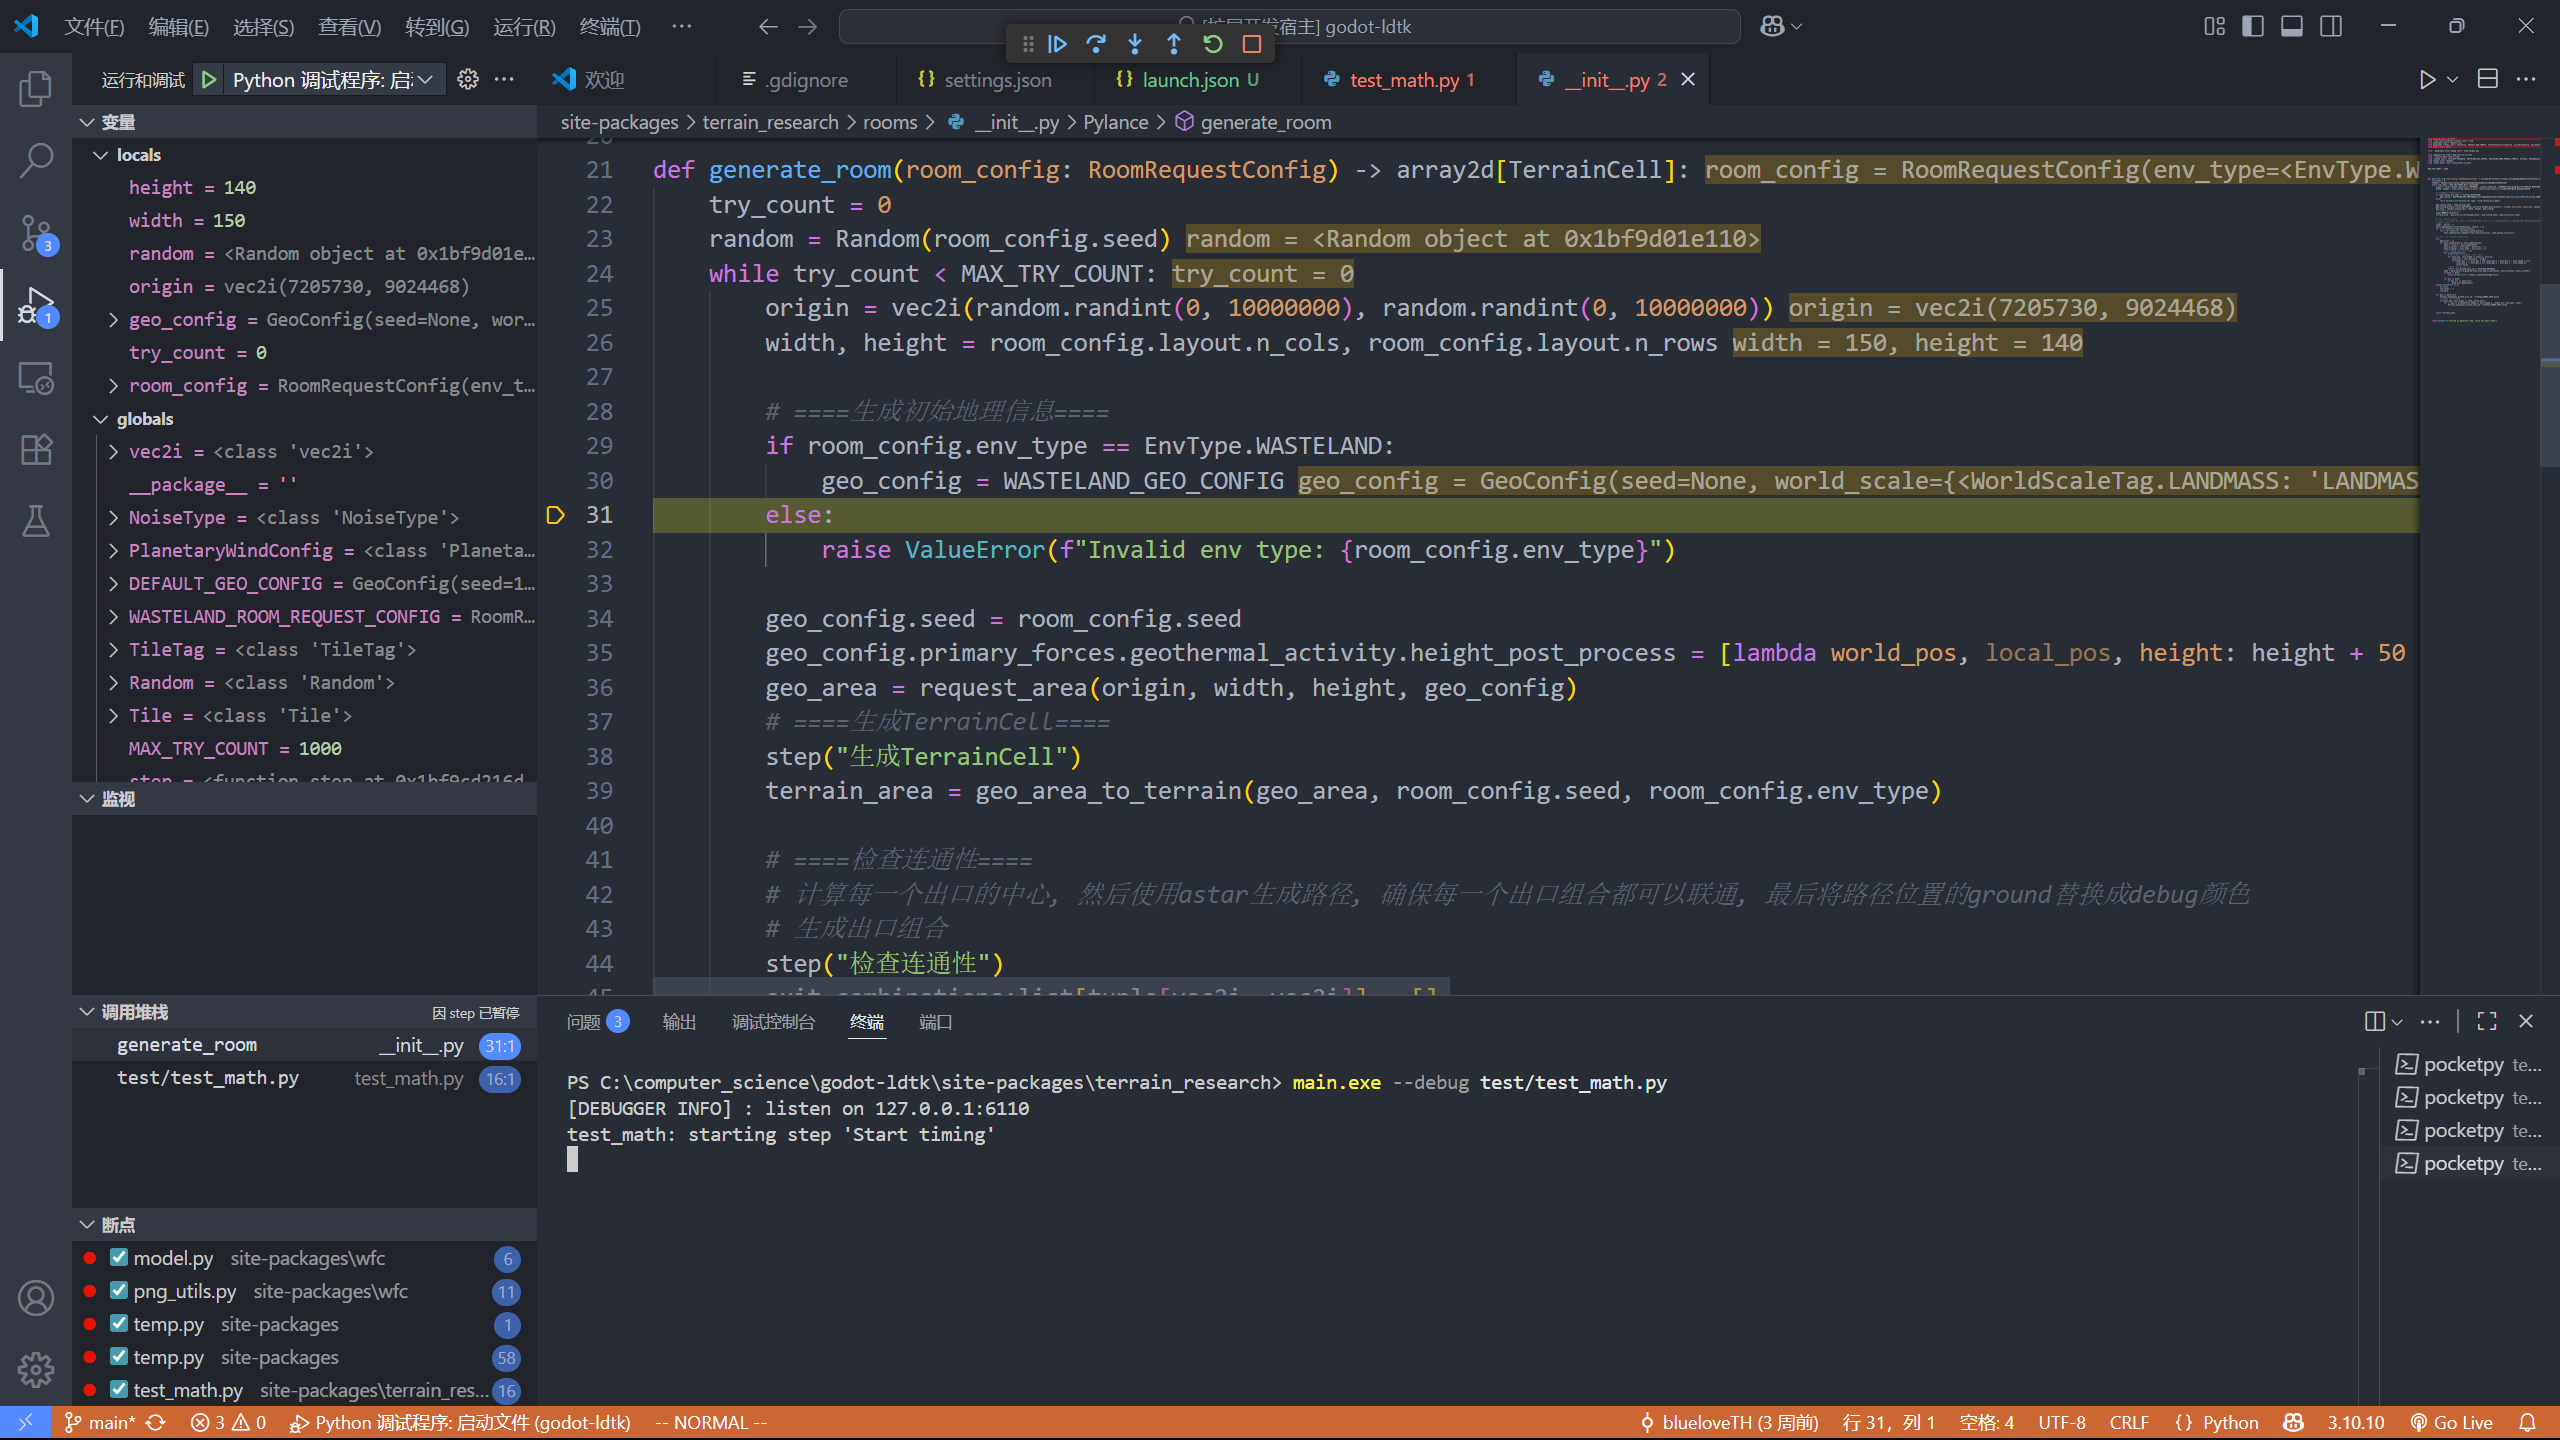 文件(F) 编辑(E) 选择(S) 查看(V) 转到(G) 运行(R) 终端(T) ···
[扩展开发宿主] godot-ldtk
运行和调试 Python 调试程序: 启
欢迎
.gdignore
settings.json
launch.json U
test_math.py 1
__init__.py 2
变量
locals
height = 140
width = 150
random = <Random object at 0x1bf9d01e…
origin = vec2i(7205730, 9024468)
geo_config = GeoConfig(seed=None, wor…
try_count = 0
room_config = RoomRequestConfig(env_t…
globals
vec2i = <class 'vec2i'>
__package__ = ''
NoiseType = <class 'NoiseType'>
PlanetaryWindConfig = <class 'Planeta…
DEFAULT_GEO_CONFIG = GeoConfig(seed=1…
WASTELAND_ROOM_REQUEST_CONFIG = RoomR…
TileTag = <class 'TileTag'>
Random = <class 'Random'>
Tile = <class 'Tile'>
MAX_TRY_COUNT = 1000
step = <function step at 0x1bf9cd216d
监视
调用堆栈 因 step 已暂停
generate_room __init__.py 31:1
test/test_math.py test_math.py 16:1
断点
model.py site-packages\wfc 6
png_utils.py site-packages\wfc 11
temp.py site-packages 1
temp.py site-packages 58
test_math.py site-packages\terrain_res… 16
site-packages > terrain_research > rooms > __init__.py > Pylance > generate_room
20
21 def generate_room(room_config: RoomRequestConfig) -> array2d[TerrainCell]: room_config = RoomRequestConfig(env_type=<EnvType.W
22 try_count = 0
23 random = Random(room_config.seed) random = <Random object at 0x1bf9d01e110>
24 while try_count < MAX_TRY_COUNT: try_count = 0
25 origin = vec2i(random.randint(0, 10000000), random.randint(0, 10000000)) origin = vec2i(7205730, 9024468)
26 width, height = room_config.layout.n_cols, room_config.layout.n_rows width = 150, height = 140
27
28 # ====生成初始地理信息====
29 if room_config.env_type == EnvType.WASTELAND:
30 geo_config = WASTELAND_GEO_CONFIG geo_config = GeoConfig(seed=None, world_scale={<WorldScaleTag.LANDMASS: 'LANDMAS
31 else:
32 raise ValueError(f"Invalid env type: {room_config.env_type}")
33
34 geo_config.seed = room_config.seed
35 geo_config.primary_forces.geothermal_activity.height_post_process = [lambda world_pos, local_pos, height: height + 50
36 geo_area = request_area(origin, width, height, geo_config)
37 # ====生成TerrainCell====
38 step("生成TerrainCell")
39 terrain_area = geo_area_to_terrain(geo_area, room_config.seed, room_config.env_type)
40
41 # ====检查连通性====
42 # 计算每一个出口的中心, 然后使用astar生成路径, 确保每一个出口组合都可以联通, 最后将路径位置的ground替换成debug颜色
43 # 生成出口组合
44 step("检查连通性")
45 exit_combinations:list[tuple[vec2i, vec2i]] = []
问题 3 输出 调试控制台 终端 端口
PS C:\computer_science\godot-ldtk\site-packages\terrain_research> main.exe --debug test/test_math.py
[DEBUGGER INFO] : listen on 127.0.0.1:6110
test_math: starting step 'Start timing'
pocketpy te…
pocketpy te…
pocketpy te…
pocketpy te…
3
1
main* 3 0 Python 调试程序: 启动文件 (godot-ldtk) -- NORMAL -- blueloveTH (3 周前) 行 31, 列 1 空格: 4 UTF-8 CRLF {} Python 3.10.10 Go Live